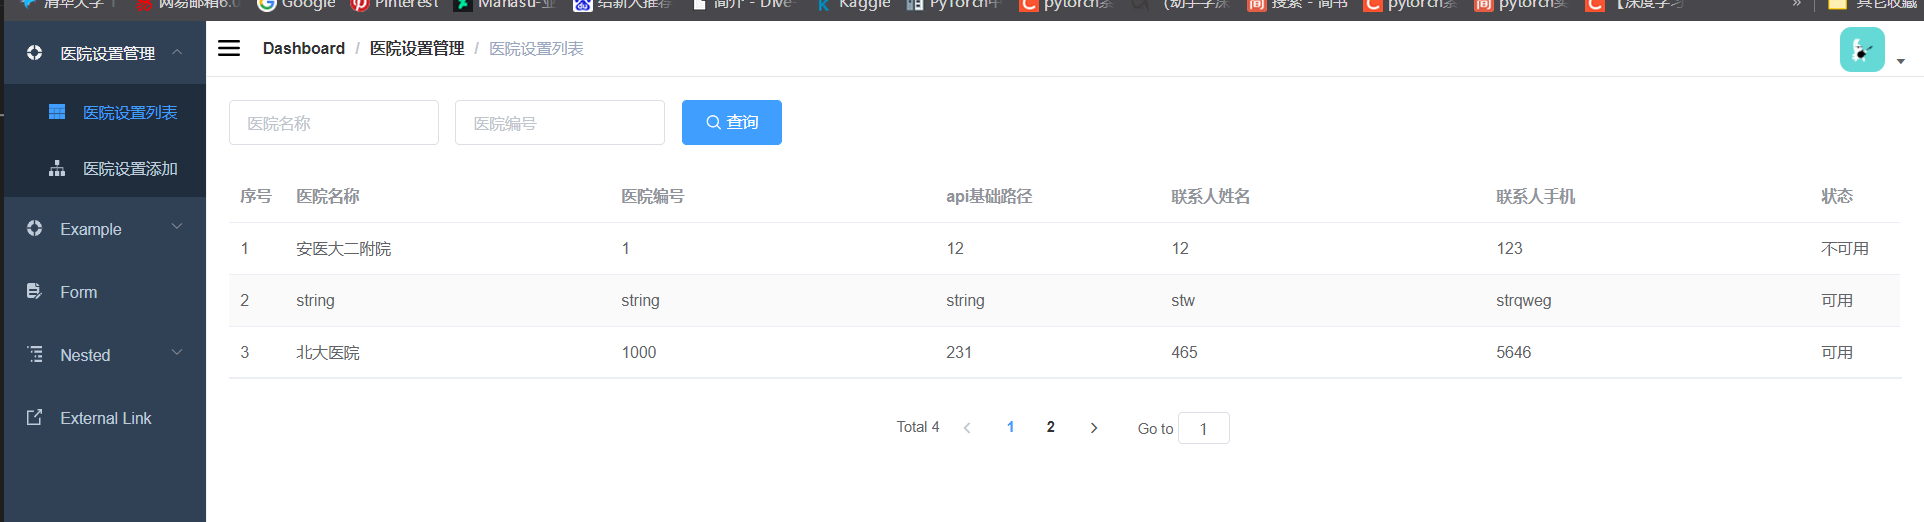 清华大学 网易邮箱6.0 Google Pinterest Manasu-业 给新人推荐 简介 - Dive Kaggle PyTorch中 pytorch系 《动手学深 搜索 - 简书 pytorch系 pytorch实 【深度学习 » 其它收藏
医院设置管理 Dashboard / 医院设置管理 / 医院设置列表
医院设置列表
医院设置添加
Example
Form
Nested
External Link
医院名称 医院编号 查询
序号 医院名称 医院编号 api基础路径 联系人姓名 联系人手机 状态
1 安医大二附院 1 12 12 123 不可用
2 string string string stw strqweg 可用
3 北大医院 1000 231 465 5646 可用
Total 4 1 2 Go to 1